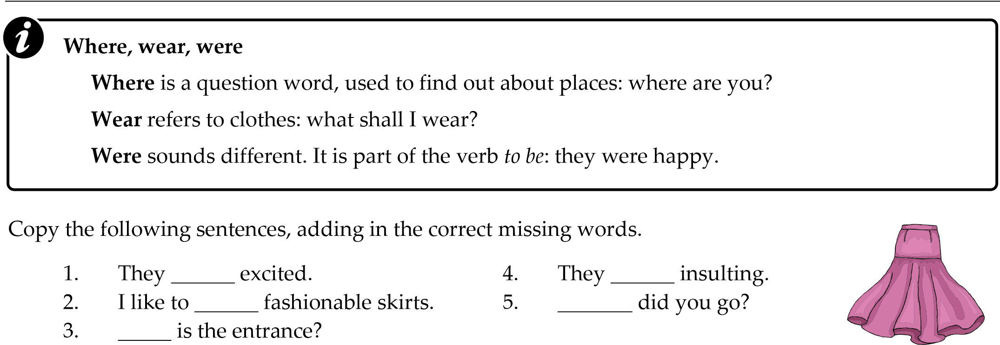 i
Where, wear, were
Where is a question word, used to find out about places: where are you?
Wear refers to clothes: what shall I wear?
Were sounds different. It is part of the verb to be: they were happy.
Copy the following sentences, adding in the correct missing words.
1. They ______ excited.
2. I like to ______ fashionable skirts.
3. _____ is the entrance?
4. They ______ insulting.
5. _______ did you go?